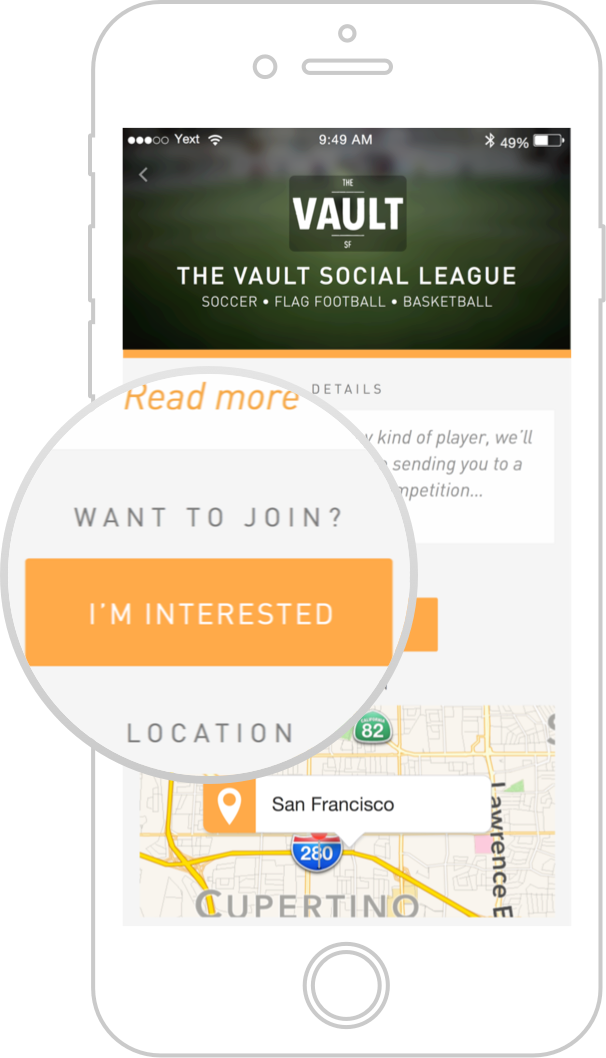 Yext
9:49 AM
49%
THE
VAULT
SF
THE VAULT SOCIAL LEAGUE
SOCCER • FLAG FOOTBALL • BASKETBALL
DETAILS
Read more
kind of player, we'll
sending you to a
WANT TO JOIN?
I'M INTERESTED
LOCATION
CALIFORNIA
82
San Francisco
280
Lawrence E
CUPERTINO